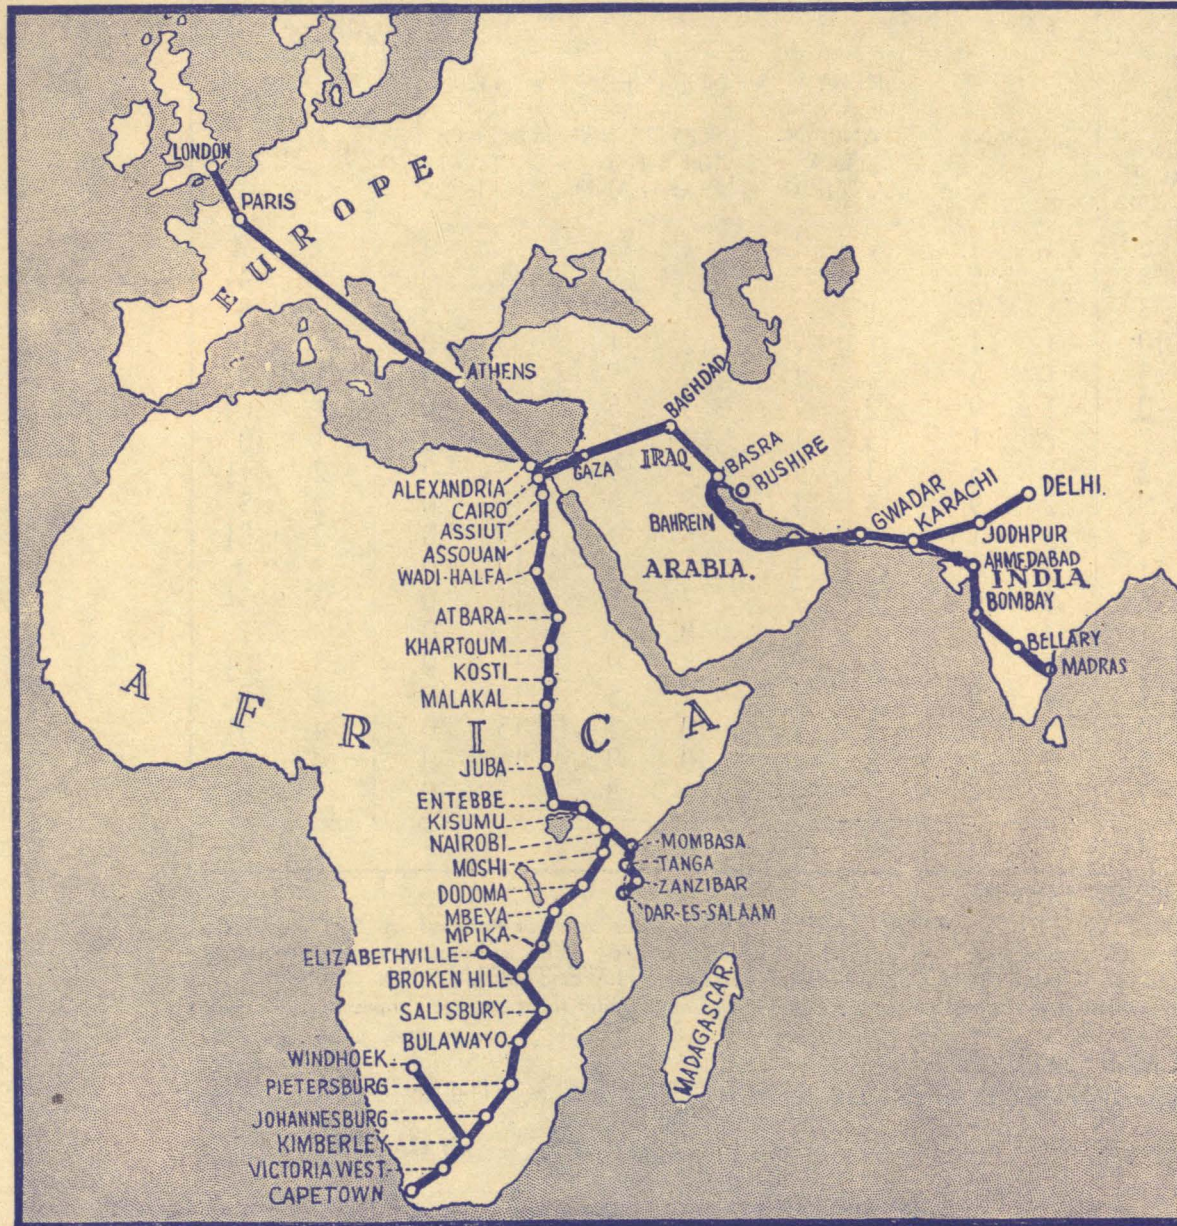 LONDON
PARIS
EUROPE
ATHENS
BAGHDAD
IRAQ
GAZA
BASRA
BUSHIRE
BAHREIN
ARABIA.
GWADAR
KARACHI
DELHI.
JODHPUR
AHMEDABAD
INDIA
BOMBAY
BELLARY
MADRAS
ALEXANDRIA
CAIRO
ASSIUT
ASSOUAN
WADI-HALFA
ATBARA
KHARTOUM
KOSTI
MALAKAL
AFRICA
JUBA
ENTEBBE
KISUMU
NAIROBI
MOSHI
DODOMA
MBEYA
MPIKA
MOMBASA
TANGA
ZANZIBAR
DAR-ES-SALAAM
ELIZABETHVILLE
BROKEN HILL
SALISBURY
BULAWAYO
WINDHOEK
PIETERSBURG
JOHANNESBURG
KIMBERLEY
VICTORIA WEST
CAPETOWN
MADAGASCAR.